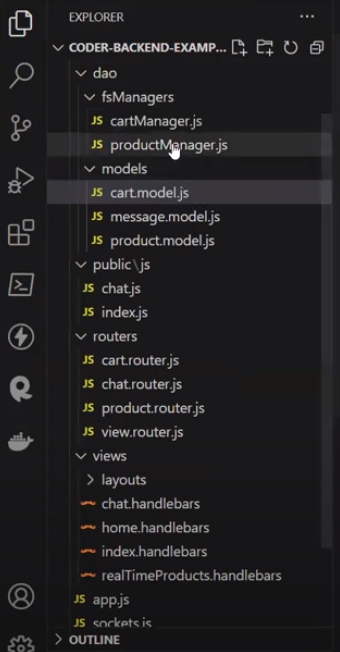 EXPLORER
CODER-BACKEND-EXAMP...
dao
fsManagers
JS cartManager.js
JS productManager.js
models
JS cart.model.js
JS message.model.js
JS product.model.js
public\js
JS chat.js
JS index.js
routers
JS cart.router.js
JS chat.router.js
JS product.router.js
JS view.router.js
views
layouts
chat.handlebars
home.handlebars
index.handlebars
realTimeProducts.handlebars
JS app.js
JS sockets.js
OUTLINE